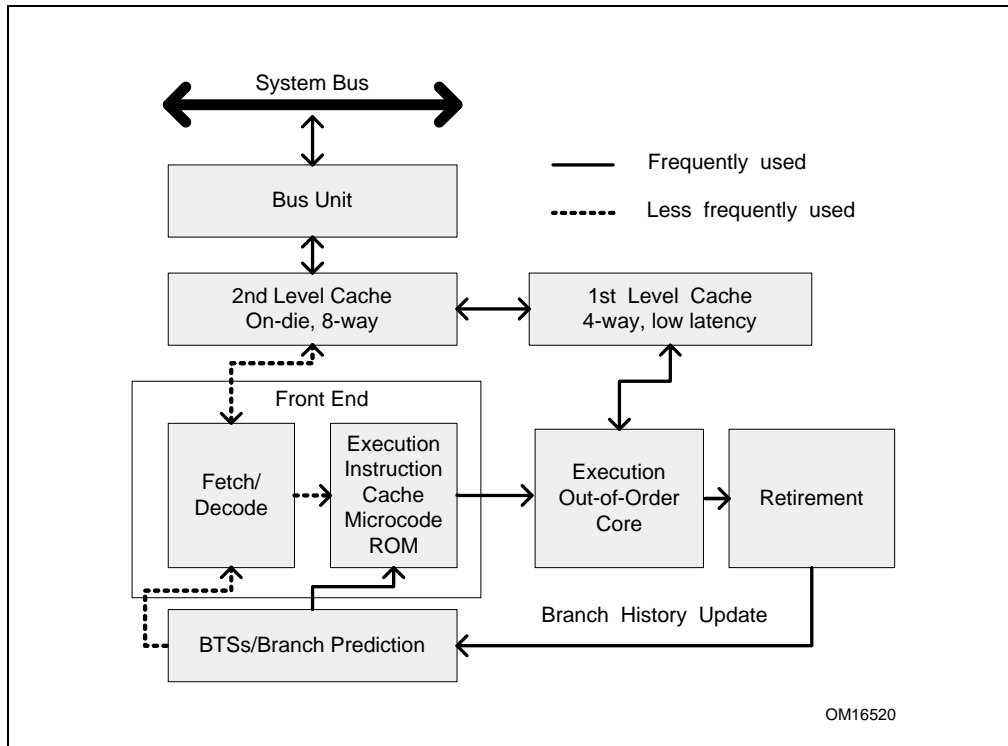 System Bus
Frequently used
Less frequently used
Bus Unit
2nd Level Cache
On-die, 8-way
1st Level Cache
4-way, low latency
Front End
Fetch/
Decode
Execution
Instruction
Cache
Microcode
ROM
Execution
Out-of-Order
Core
Retirement
Branch History Update
BTSs/Branch Prediction
OM16520